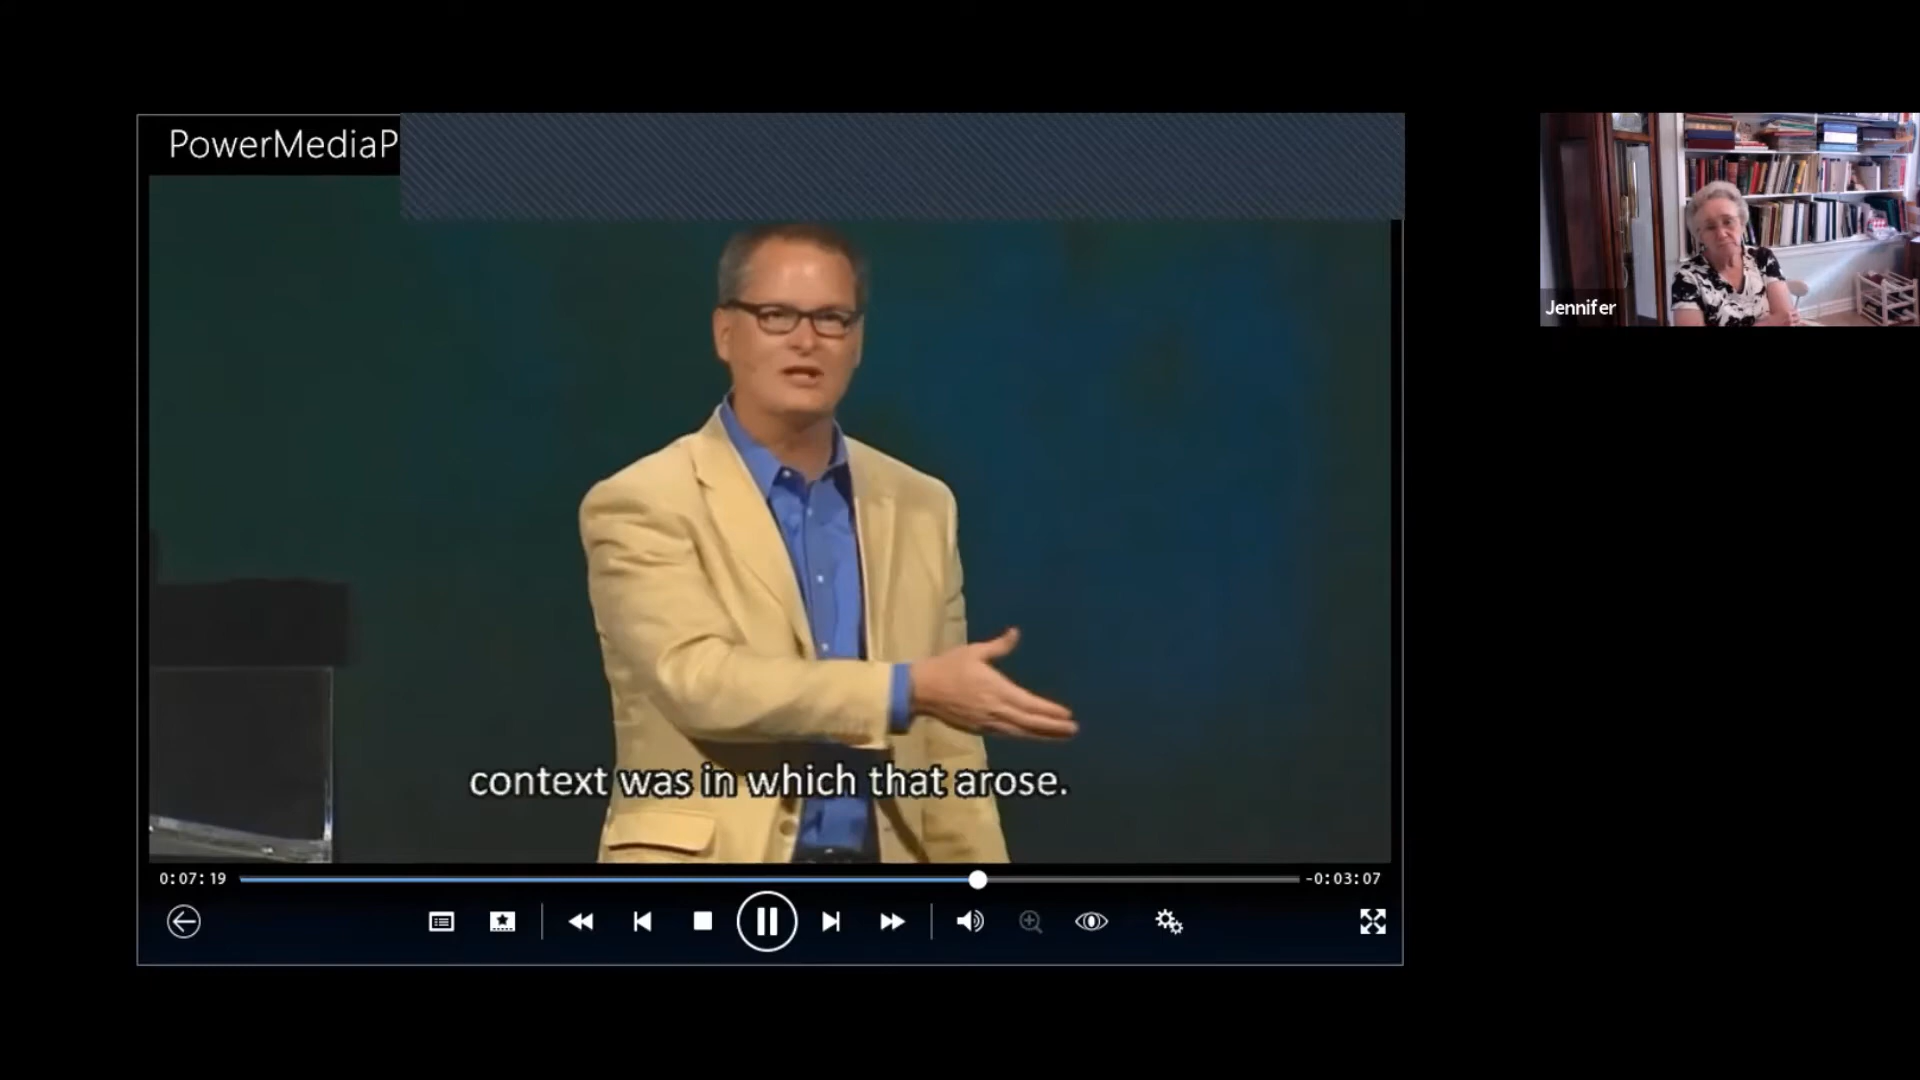 PowerMediaP
Jennifer
context was in which that arose.
0:07:19
-0:03:07